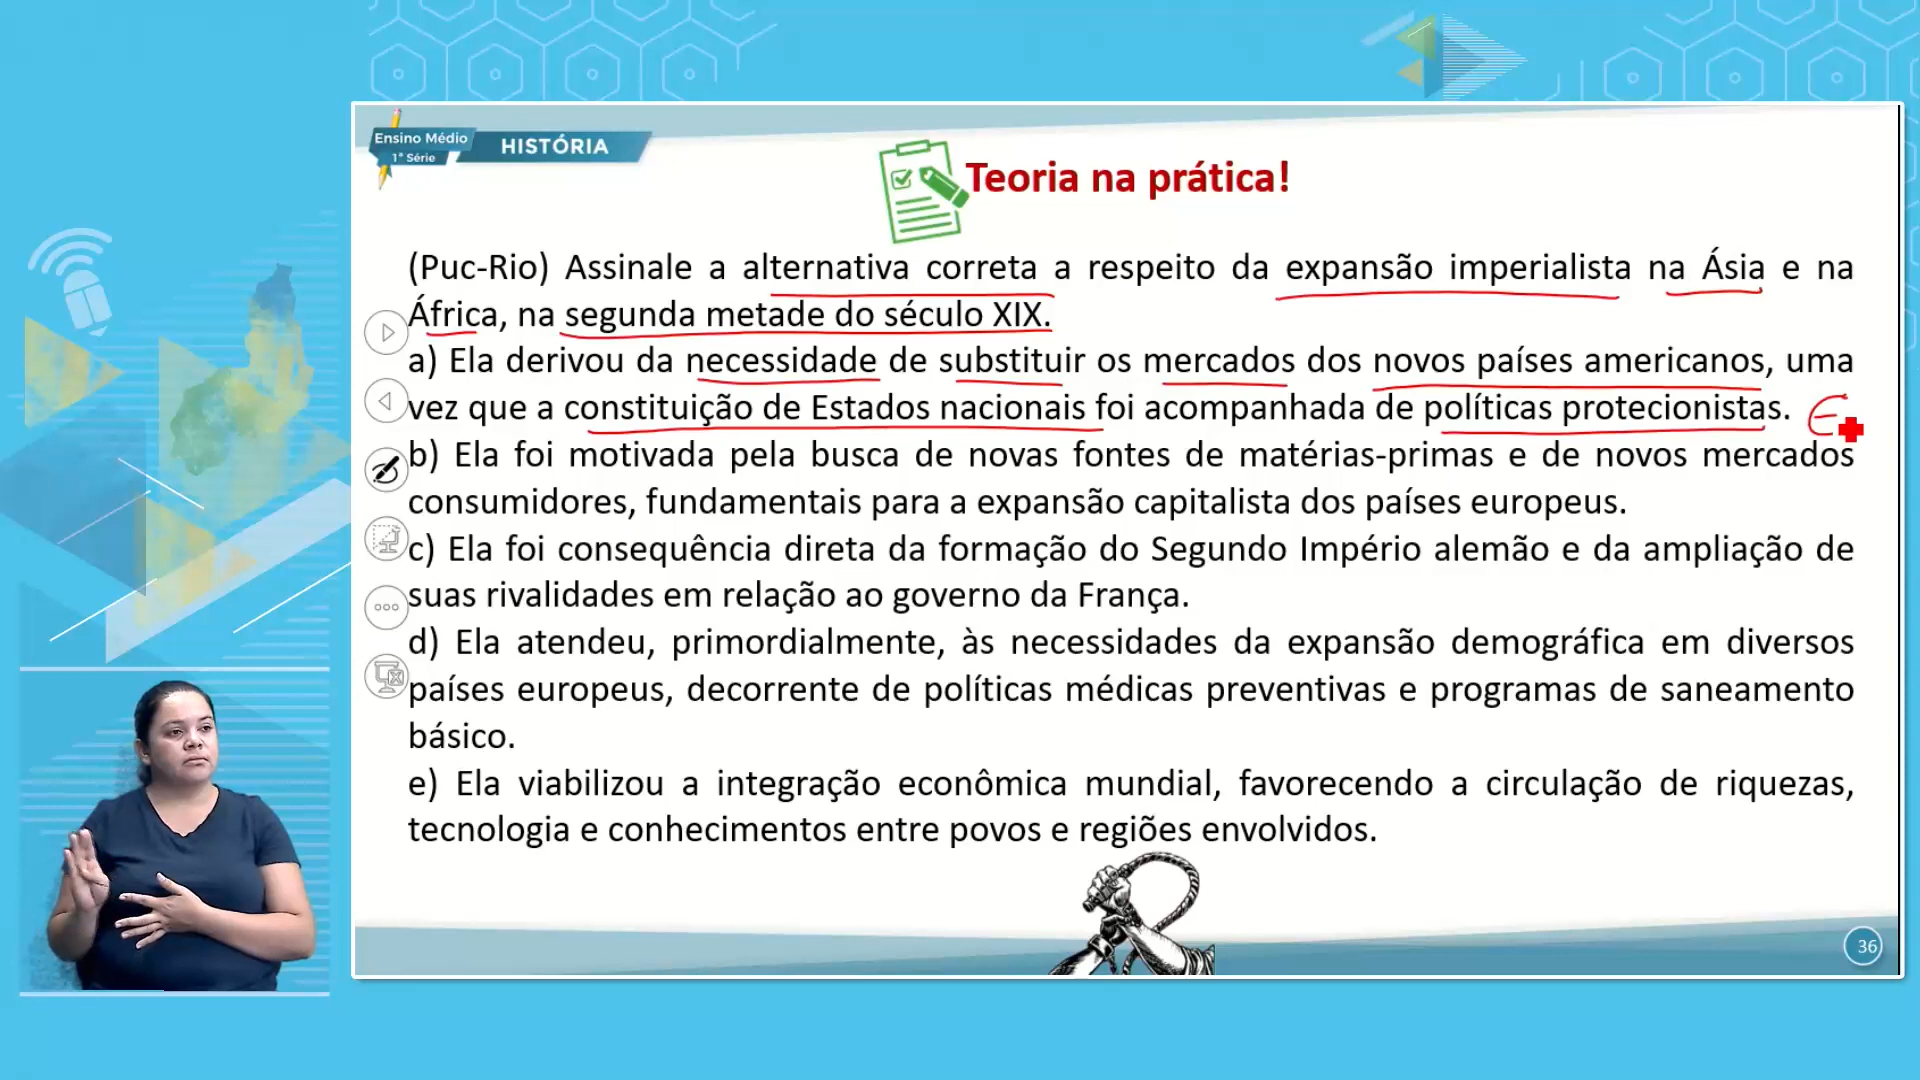 Ensino Médio
1ª Série
HISTÓRIA
Teoria na prática!
(Puc-Rio) Assinale a alternativa correta a respeito da expansão imperialista na Ásia e na
África, na segunda metade do século XIX.
a) Ela derivou da necessidade de substituir os mercados dos novos países americanos, uma
vez que a constituição de Estados nacionais foi acompanhada de políticas protecionistas. E
b) Ela foi motivada pela busca de novas fontes de matérias-primas e de novos mercados
consumidores, fundamentais para a expansão capitalista dos países europeus.
c) Ela foi consequência direta da formação do Segundo Império alemão e da ampliação de
suas rivalidades em relação ao governo da França.
d) Ela atendeu, primordialmente, às necessidades da expansão demográfica em diversos
países europeus, decorrente de políticas médicas preventivas e programas de saneamento
básico.
e) Ela viabilizou a integração econômica mundial, favorecendo a circulação de riquezas,
tecnologia e conhecimentos entre povos e regiões envolvidos.
36